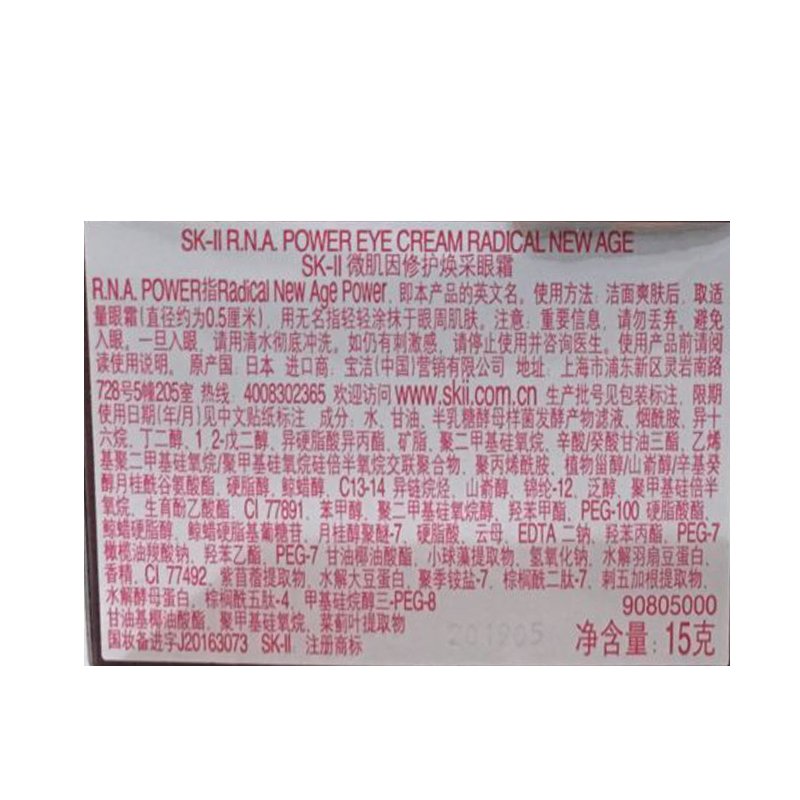 SK-II R.N.A. POWER EYE CREAM RADICAL NEW AGE
SK-II 微肌因修护焕采眼霜
R.N.A. POWER指Radical New Age Power, 即本产品的英文名。使用方法: 洁面爽肤后, 取适
量眼霜(直径约为0.5厘米), 用无名指轻轻涂抹于眼周肌肤。注意: 重要信息, 请勿丢弃。避免
入眼。一旦入眼, 请用清水彻底冲洗。如仍有刺激感, 请停止使用并咨询医生。使用产品前请阅
读使用说明。 原产国: 日本 进口商: 宝洁(中国)营销有限公司 地址: 上海市浦东新区灵岩南路
728号5幢205室 热线: 4008302365 欢迎访问 www.skii.com.cn 生产批号见包装标注, 限期
使用日期(年/月)见中文贴纸标注 成分: 水、甘油、半乳糖酵母样菌发酵产物滤液、烟酰胺、异十
六烷、丁二醇、1, 2-戊二醇、异硬脂酸异丙酯、矿脂、聚二甲基硅氧烷、辛酸/癸酸甘油三酯、乙烯
基聚二甲基硅氧烷/聚甲基硅氧烷硅倍半氧烷交联聚合物、聚丙烯酰胺、植物甾醇/山嵛醇/辛基癸
醇月桂酰谷氨酸酯、硬脂醇、鲸蜡醇、C13-14 异链烷烃、山嵛醇、锦纶-12、泛醇、聚甲基硅倍半
氧烷、生育酚乙酸酯、CI 77891、苯甲醇、聚二甲基硅氧烷醇、羟苯甲酯、PEG-100 硬脂酸酯、
鲸蜡硬脂醇、鲸蜡硬脂基葡糖苷、月桂醇聚醚-7、硬脂酸、云母、EDTA 二钠、羟苯丙酯、PEG-7
橄榄油羧酸钠、羟苯乙酯、PEG-7 甘油椰油酸酯、小球藻提取物、氢氧化钠、水解羽扇豆蛋白、
香精、CI 77492、紫苜蓿提取物、水解大豆蛋白、聚季铵盐-7、棕榈酰二肽-7、刺五加根提取物、
水解酵母蛋白、棕榈酰五肽-4、甲基硅烷醇三-PEG-8
甘油基椰油酸酯、聚甲基硅氧烷、菜蓟叶提取物
国妆备进字J20163073 SK-II: 注册商标
90805000
201905
净含量: 15克